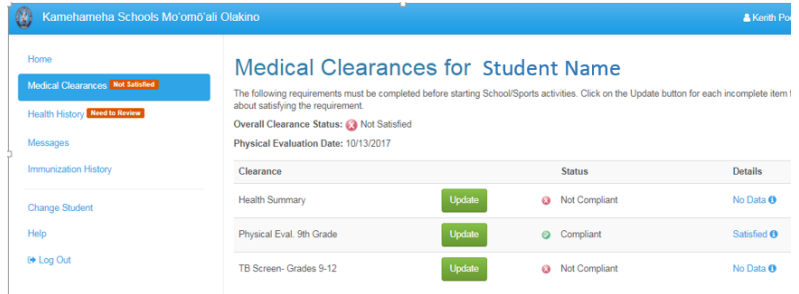 Kamehameha Schools Mo'omō'ali Olakino
Kerith
Home
Medical Clearances Not Satisfied
Health History Need to Review
Messages
Immunization History
Change Student
Help
Log Out
Medical Clearances for Student Name
The following requirements must be completed before starting School/Sports activities. Click on the Update button for each incomplete item
about satisfying the requirement.
Overall Clearance Status: Not Satisfied
Physical Evaluation Date: 10/13/2017
Clearance Status Details
Health Summary Update Not Compliant No Data
Physical Eval. 9th Grade Update Compliant Satisfied
TB Screen- Grades 9-12 Update Not Compliant No Data